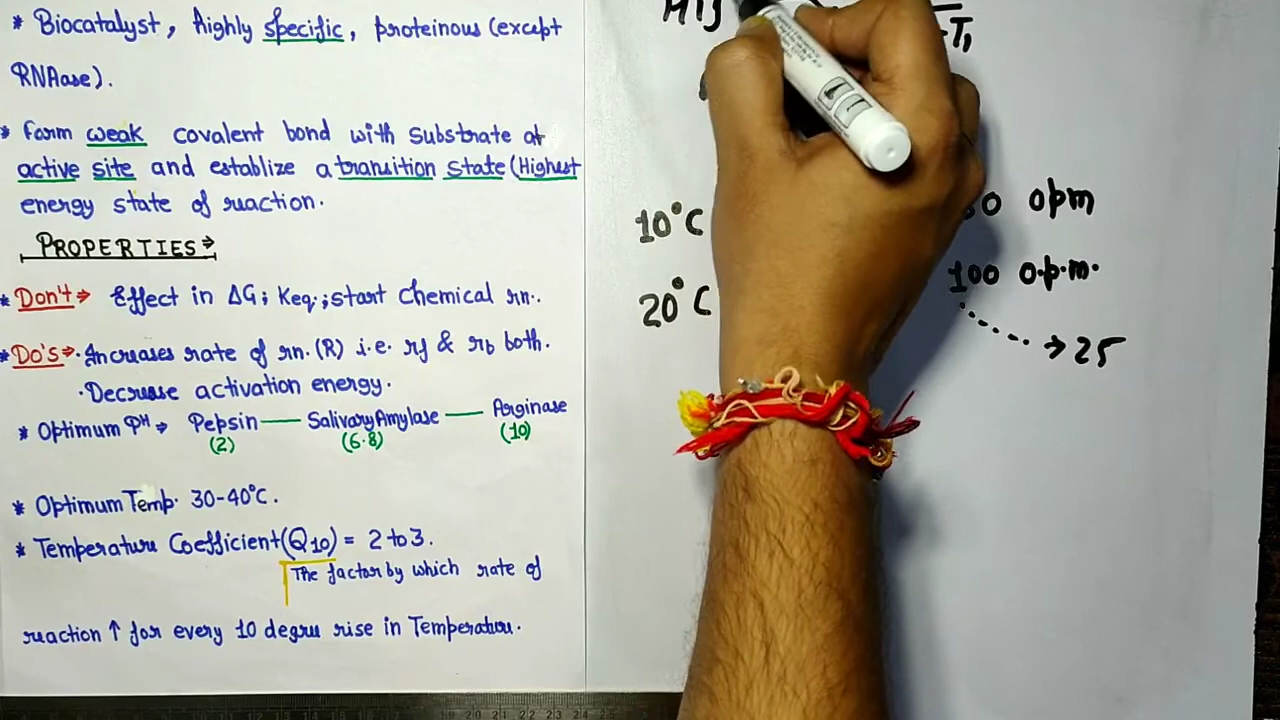 * Biocatalyst, highly specific, proteinous (except
RNAase).
* Form weak covalent bond with substrate at
active site and establize a transition state (Highest
energy state of reaction.
PROPERTIES ⇒
* Don't ⇒ Effect in ΔG; Keq.; start chemical rn..
* Do's ⇒ · Increases rate of rn. (R) i.e. rf & rb both.
· Decrease activation energy.
* Optimum PH ⇒ Pepsin — Salivary Amylase — Arginase
(2) (6.8) (10)
* Optimum Temp. 30-40°C.
* Temperature Coefficient (Q10) = 2 to 3.
The factor by which rate of
reaction ↑ for every 10 degree rise in Temperature.
-T1
10°C 0 opm
20°C 100 o.p.m.
→ 25